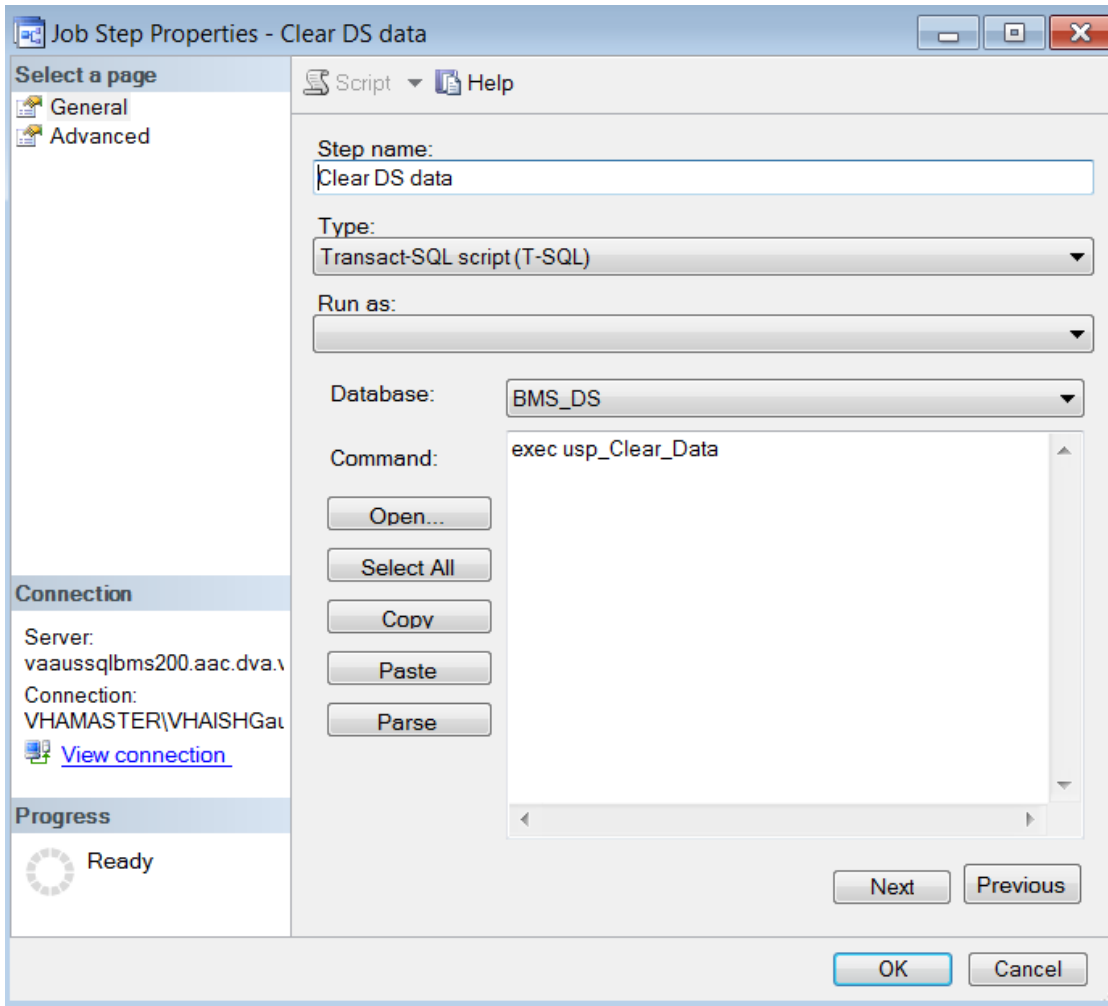 Job Step Properties - Clear DS data
Select a page
General
Advanced
Script
Help
Step name:
Clear DS data
Type:
Transact-SQL script (T-SQL)
Run as:
Database:
BMS_DS
Command:
exec usp_Clear_Data
Open...
Select All
Copy
Paste
Parse
Connection
Server:
vaaussqlbms200.aac.dva.v
Connection:
VHAMASTER\VHAISHGau
View connection
Progress
Ready
Next
Previous
OK
Cancel